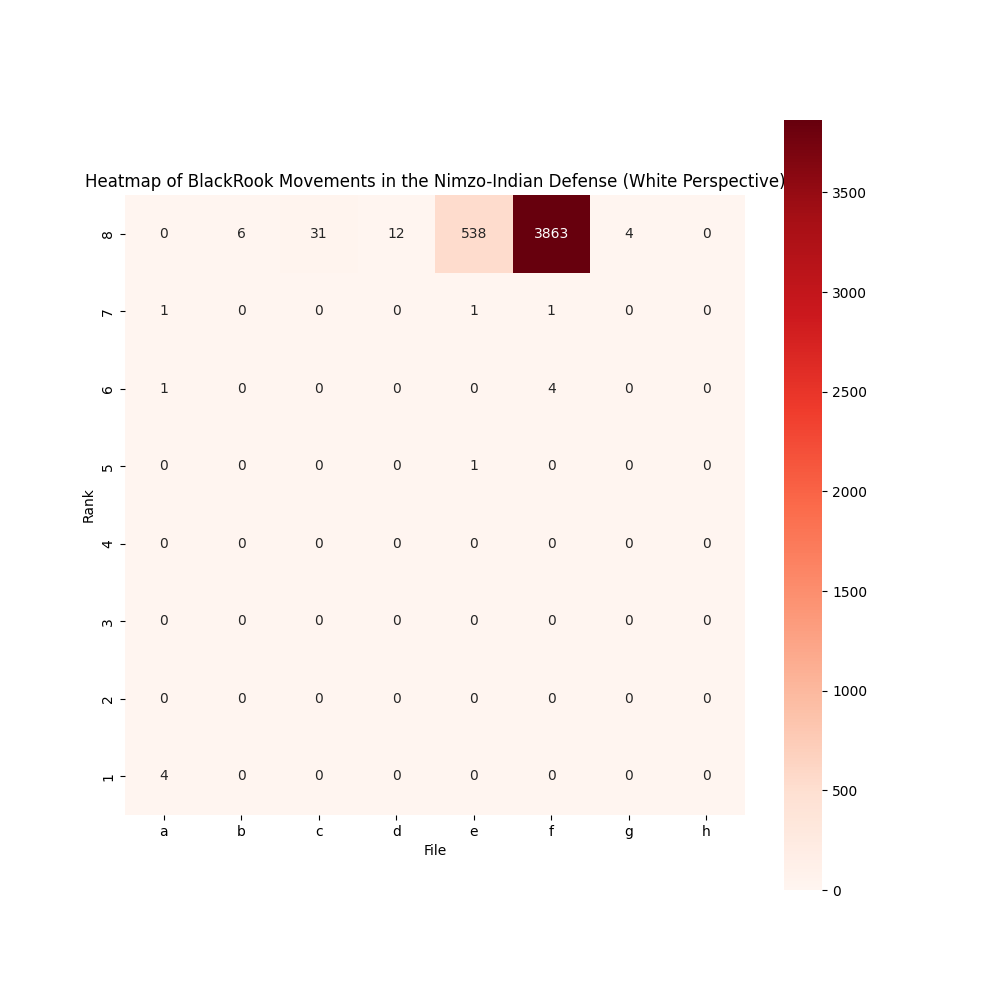 Heatmap of BlackRook Movements in the Nimzo-Indian Defense (White Perspective)
8 0 6 31 12 538 3863 4 0
7 1 0 0 0 1 1 0 0
6 1 0 0 0 0 4 0 0
5 0 0 0 0 1 0 0 0
4 0 0 0 0 0 0 0 0
3 0 0 0 0 0 0 0 0
2 0 0 0 0 0 0 0 0
1 4 0 0 0 0 0 0 0
Rank
a b c d e f g h
File
3500
3000
2500
2000
1500
1000
500
0